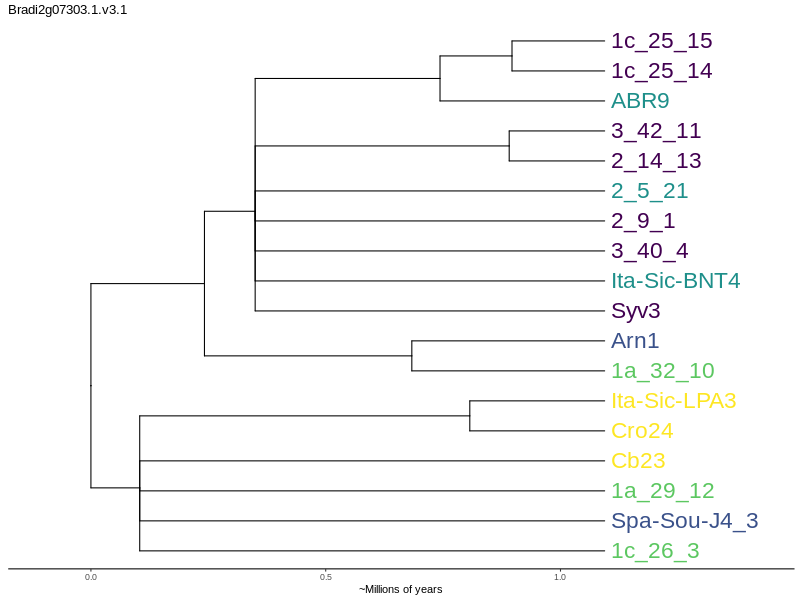 Bradi2g07303.1.v3.1
1c_25_15
1c_25_14
ABR9
3_42_11
2_14_13
2_5_21
2_9_1
3_40_4
Ita-Sic-BNT4
Syv3
Arn1
1a_32_10
Ita-Sic-LPA3
Cro24
Cb23
1a_29_12
Spa-Sou-J4_3
1c_26_3
0.0 0.5 1.0
~Millions of years